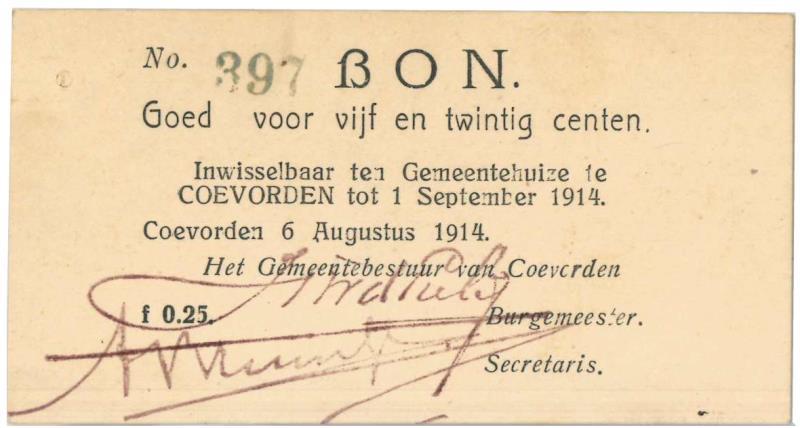 No. 397 BON.
Goed voor vijf en twintig centen.
Inwisselbaar ten Gemeentehuize te
COEVORDEN tot 1 September 1914.
Coevorden 6 Augustus 1914.
Het Gemeentebestuur van Coevorden
f 0.25. Burgemeester.
Secretaris.